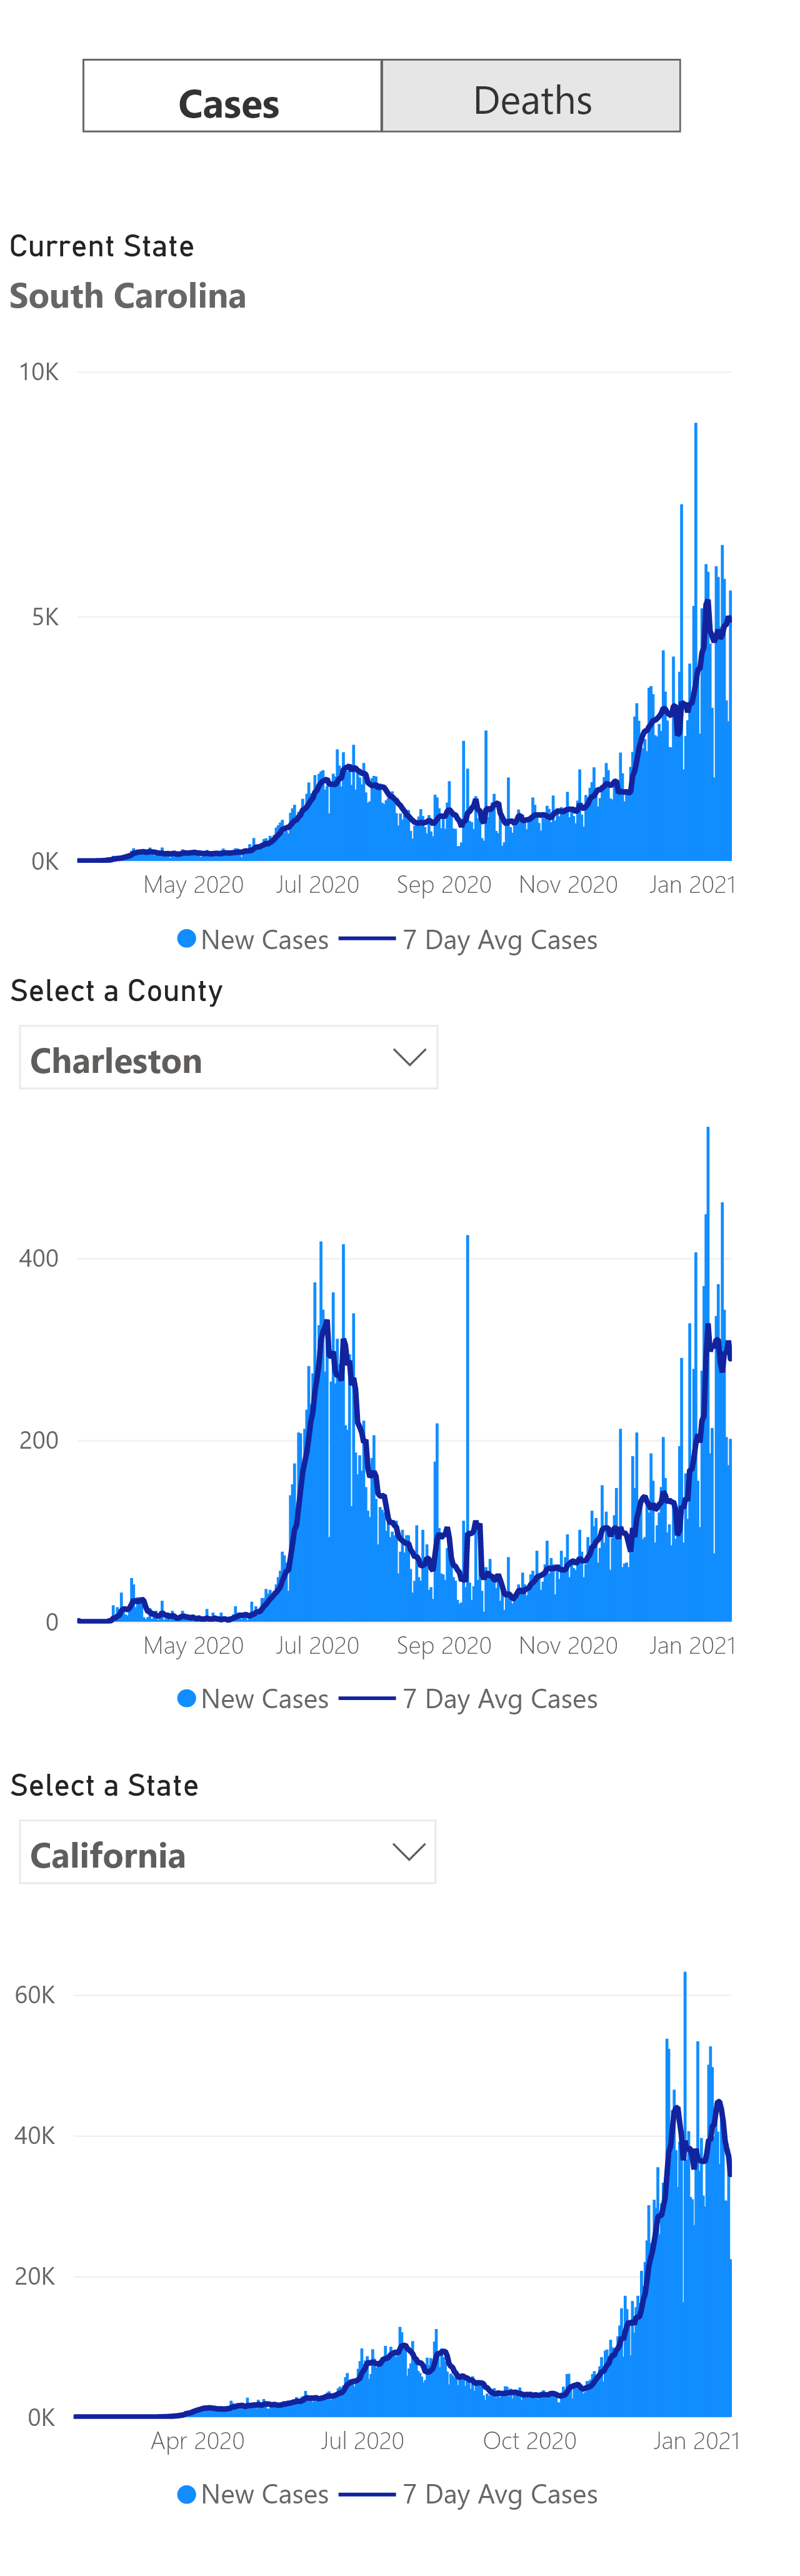 Cases Deaths
Current State
South Carolina
10K
5K
0K
May 2020 Jul 2020 Sep 2020 Nov 2020 Jan 2021
New Cases 7 Day Avg Cases
Select a County
Charleston
400
200
0
May 2020 Jul 2020 Sep 2020 Nov 2020 Jan 2021
New Cases 7 Day Avg Cases
Select a State
California
60K
40K
20K
0K
Apr 2020 Jul 2020 Oct 2020 Jan 2021
New Cases 7 Day Avg Cases